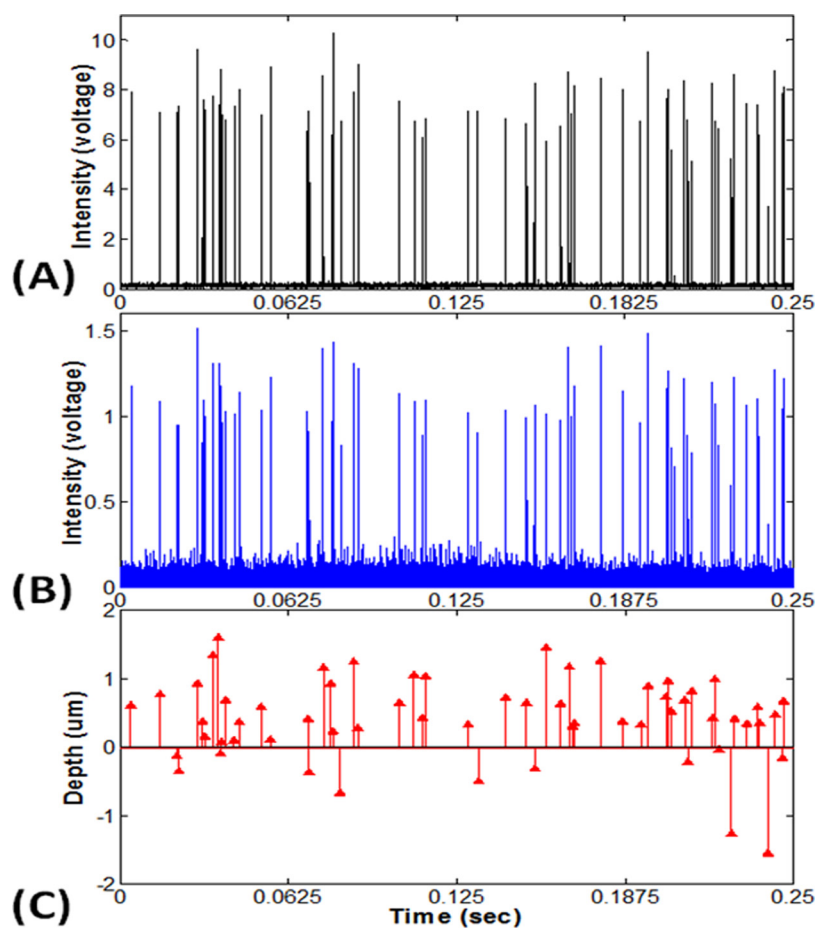 10
8
6
4
2
0
Intensity (voltage)
(A)
0 0.0625 0.125 0.1825 0.25
1.5
1
0.5
0
Intensity (voltage)
(B)
0 0.0625 0.125 0.1875 0.25
2
1
0
-1
-2
Depth (um)
(C)
0 0.0625 0.125 0.1875 0.25
Time (sec)